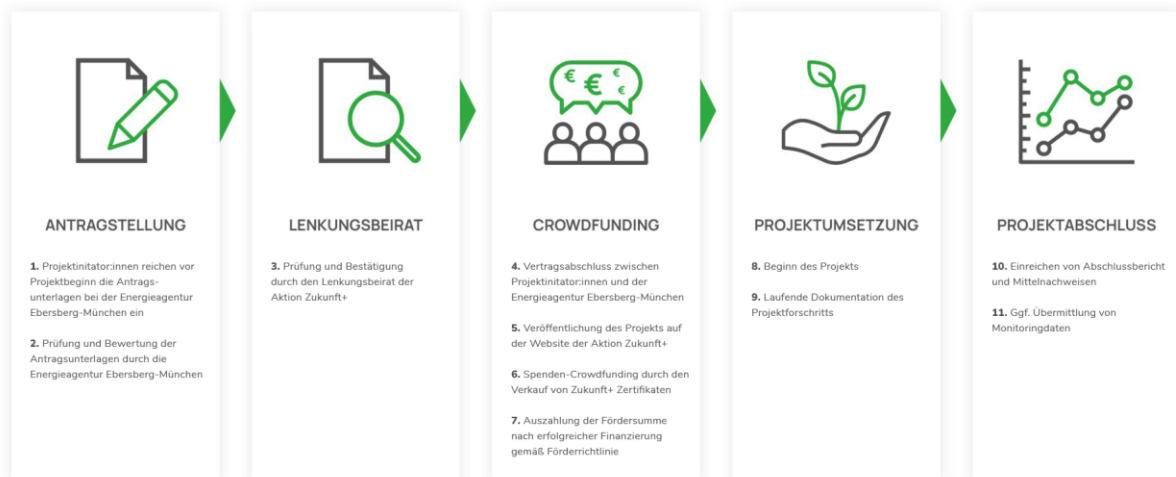 ANTRAGSTELLUNG
1. Projektinitator:innen reichen vor
Projektbeginn die Antrags-
unterlagen bei der Energieagentur
Ebersberg-München ein
2. Prüfung und Bewertung der
Antragsunterlagen durch die
Energieagentur Ebersberg-München
LENKUNGSBEIRAT
3. Prüfung und Bestätigung
durch den Lenkungsbeirat der
Aktion Zukunft+
€ € € €
CROWDFUNDING
4. Vertragsabschluss zwischen
Projektinitiator:innen und der
Energieagentur Ebersberg-München
5. Veröffentlichung des Projekts auf
der Website der Aktion Zukunft+
6. Spenden-Crowdfunding durch den
Verkauf von Zukunft+ Zertifikaten
7. Auszahlung der Fördersumme
nach erfolgreicher Finanzierung
gemäß Förderrichtlinie
PROJEKTUMSETZUNG
8. Beginn des Projekts
9. Laufende Dokumentation des
Projektforschritts
PROJEKTABSCHLUSS
10. Einreichen von Abschlussbericht
und Mittelnachweisen
11. Ggf. Übermittlung von
Monitoringdaten